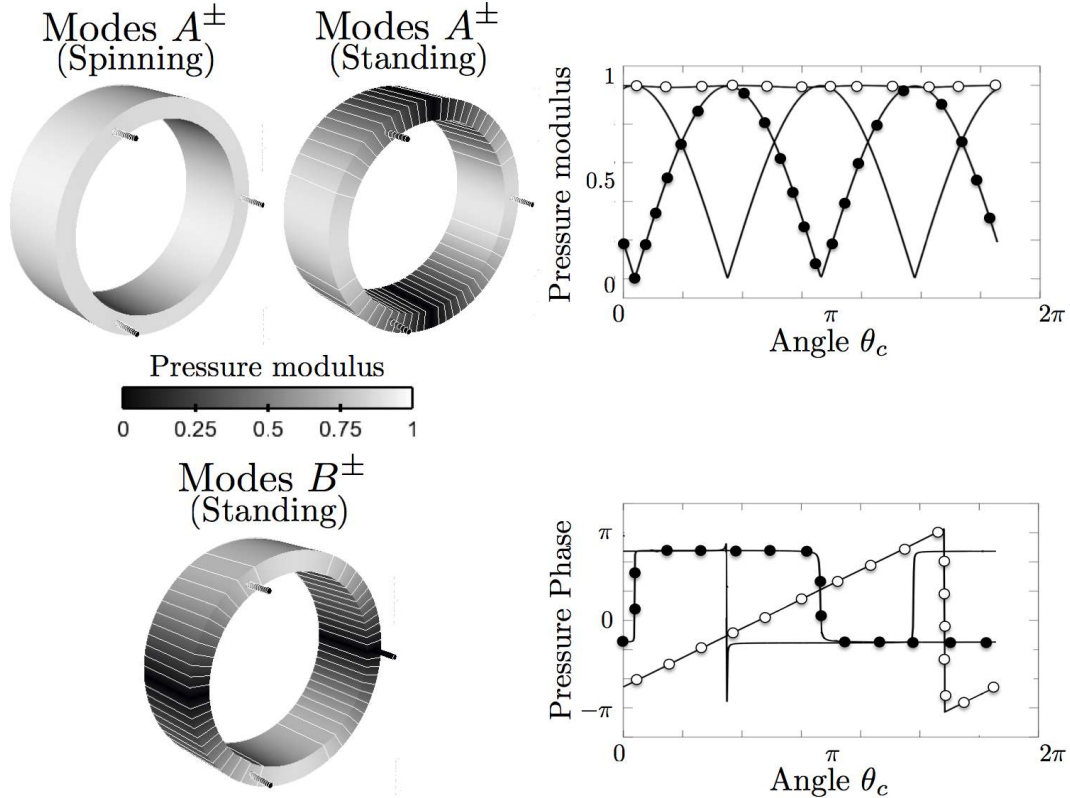 Modes A±
(Spinning)
Modes A±
(Standing)
Pressure modulus
0 0.25 0.5 0.75 1
Modes B±
(Standing)
Pressure modulus
1
0.5
0
0 π 2π
Angle θc
Pressure Phase
π
0
−π
0 π 2π
Angle θc